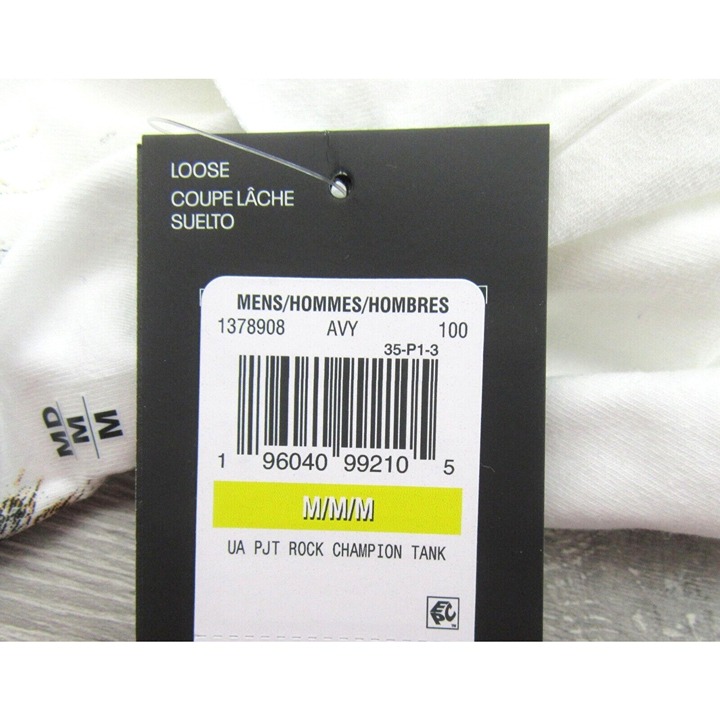 LOOSE
COUPE LÂCHE
SUELTO
MENS/HOMMES/HOMBRES
1378908 AVY 100
35-P1-3
1 96040 99210 5
M/M/M
UA PJT ROCK CHAMPION TANK
MD
M
M